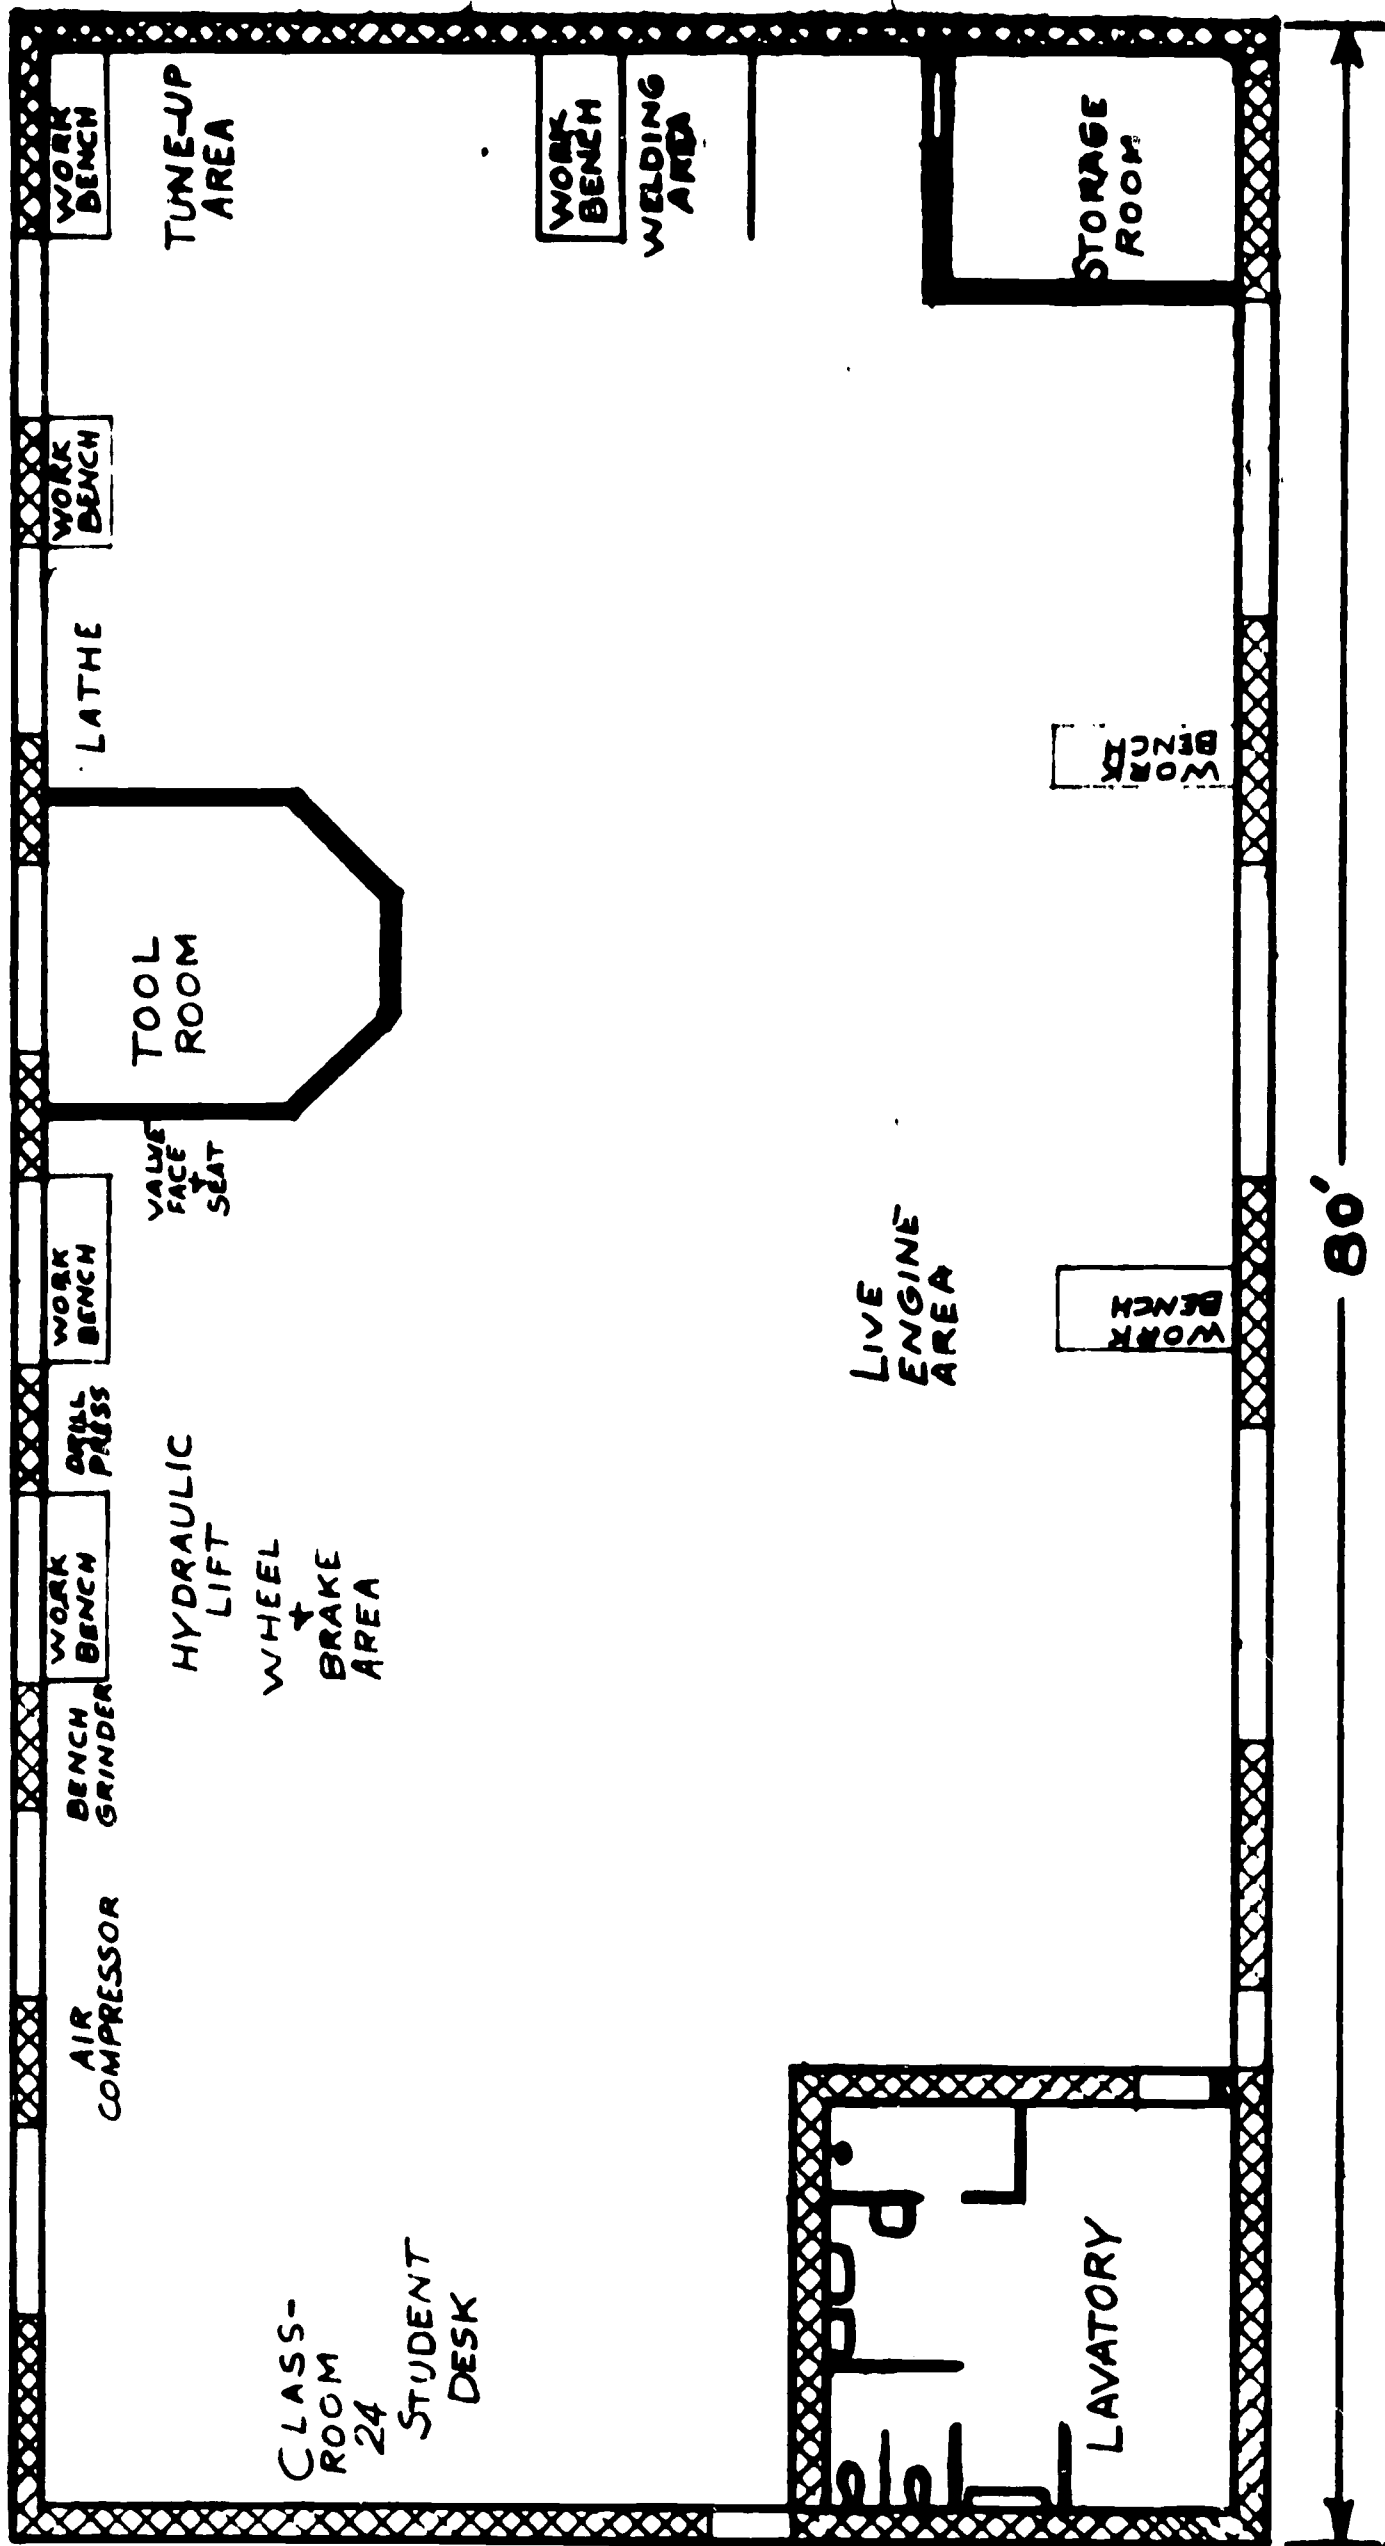 CLASS-
ROOM
24
STUDENT
DESK
AIR
COMPRESSOR
BENCH
GRINDER
WORK
BENCH
DRILL
PRESS
WORK
BENCH
HYDRAULIC
LIFT
WHEEL
+
BRAKE
AREA
VALVE
FACE
+
SEAT
TOOL
ROOM
LATHE
WORK
BENCH
WORK
BENCH
TUNE-UP
AREA
WORK
BENCH
WELDING
AREA
STORAGE
ROOM
LIVE
ENGINE
AREA
WORK
BENCH
WORK
BENCH
LAVATORY
80'